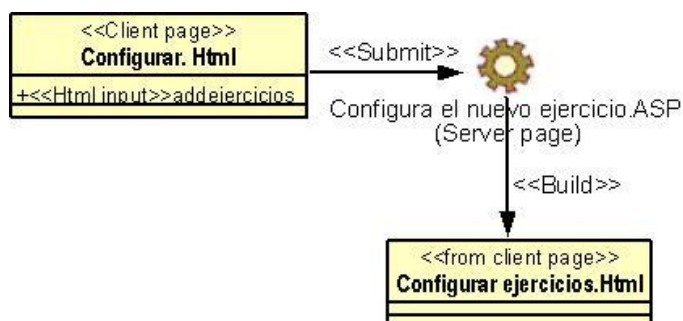 <<Client page>>
Configurar. Html
+<<Html input>>addejercicios
<<Submit>>
Configura el nuevo ejercicio.ASP
(Server page)
<<Build>>
<<from client page>>
Configurar ejercicios.Html